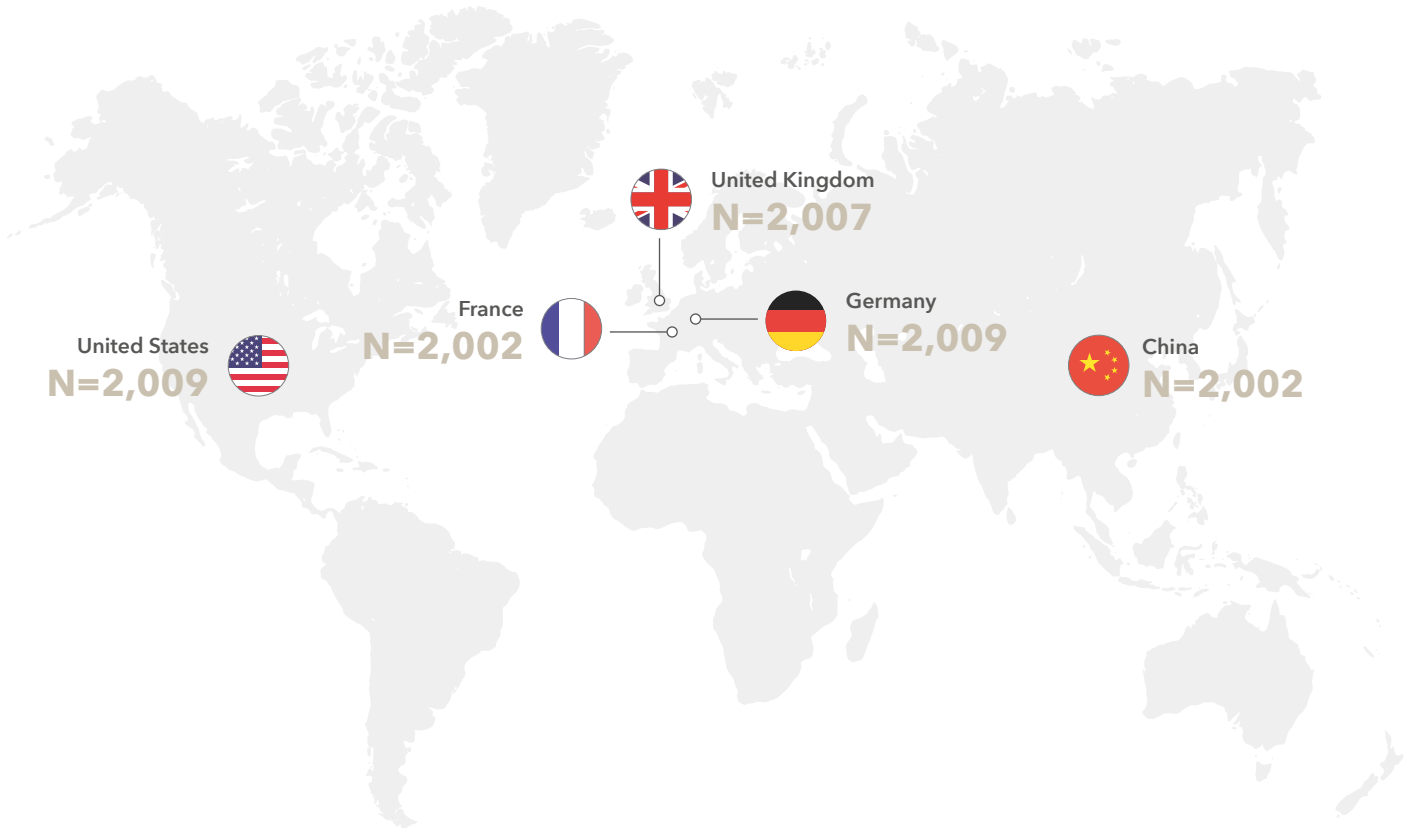 United Kingdom
N=2,007
France
N=2,002
Germany
N=2,009
United States
N=2,009
China
N=2,002